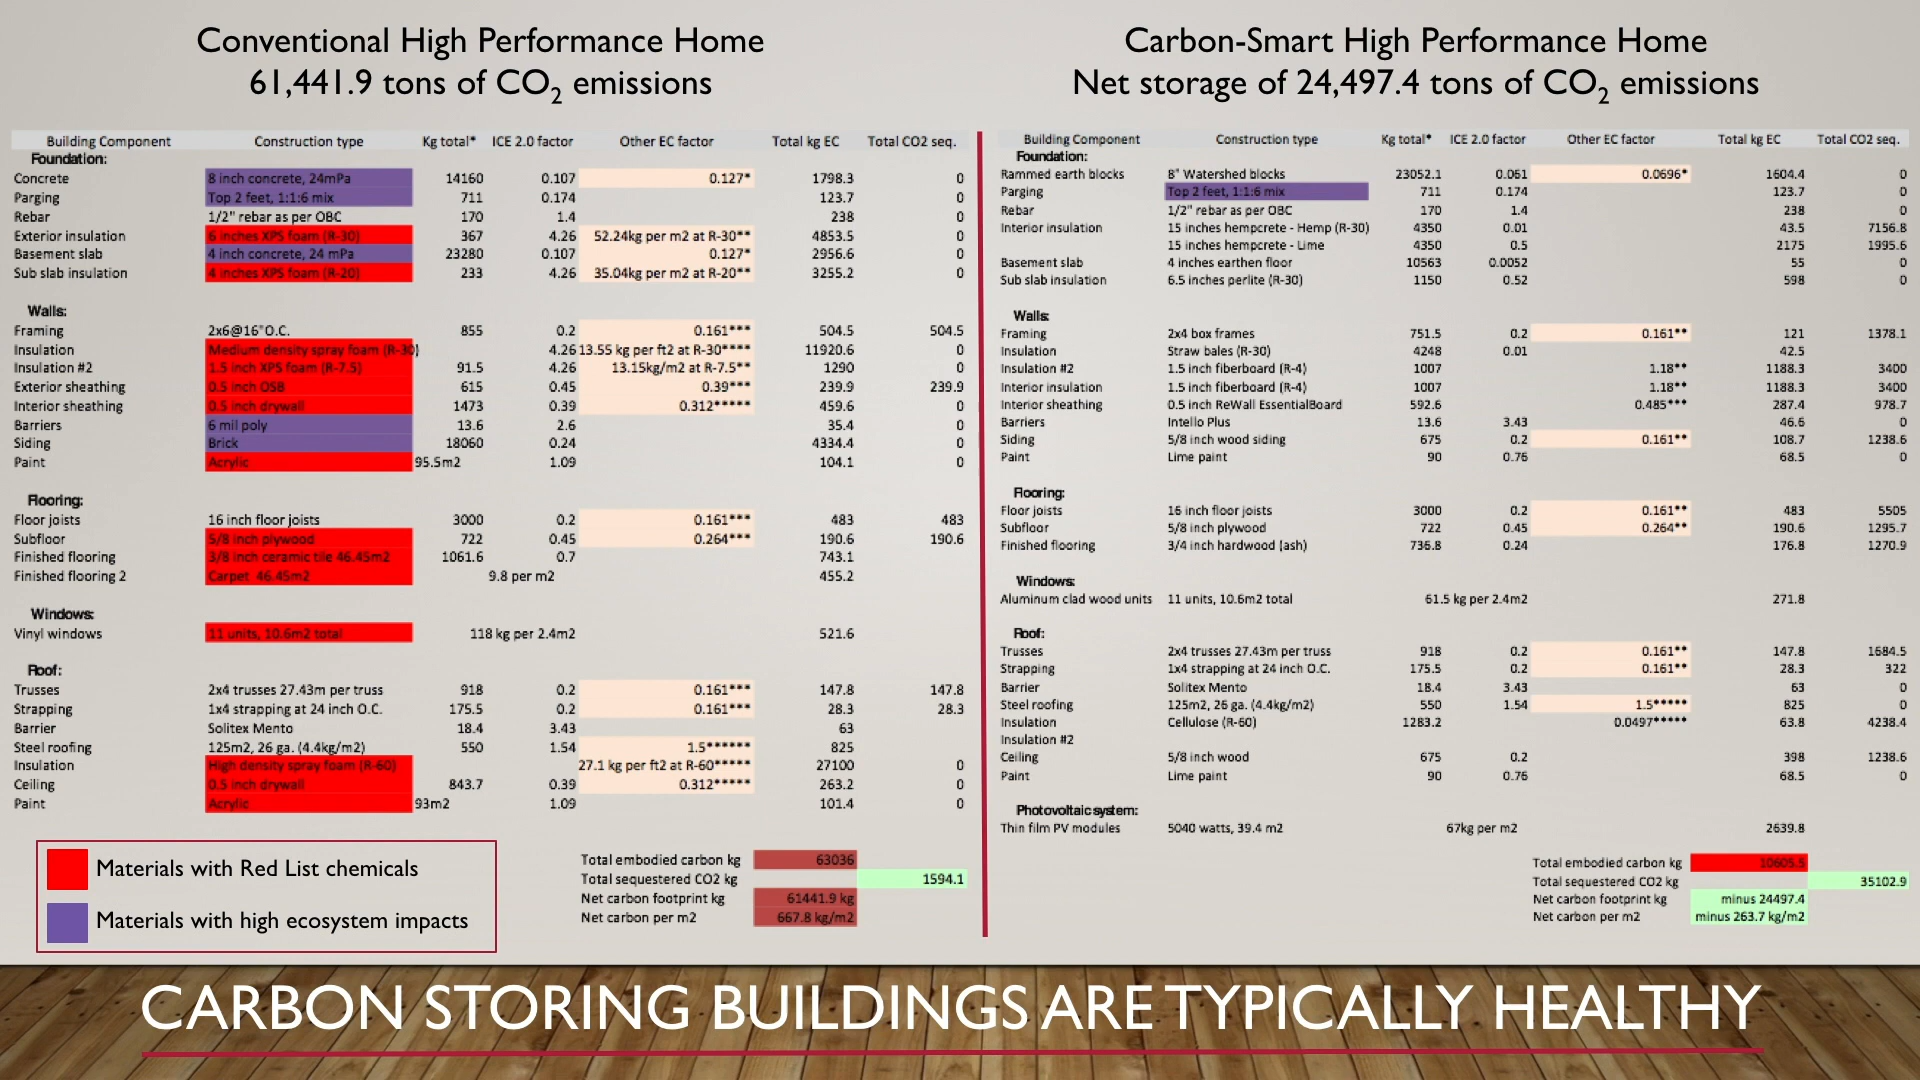 Conventional High Performance Home
61,441.9 tons of CO2 emissions
Building Component Construction type Kg total* ICE 2.0 factor Other EC factor Total kg EC Total CO2 seq.
Foundation:
Concrete 8 inch concrete, 24mPa 14160 0.107 0.127* 1798.3 0
Parging Top 2 feet, 1:1:6 mix 711 0.174 123.7 0
Rebar 1/2" rebar as per OBC 170 1.4 238 0
Exterior insulation 6 inches XPS foam (R-30) 367 4.26 52.24kg per m2 at R-30** 4853.5 0
Basement slab 4 inch concrete, 24 mPa 23280 0.107 0.127* 2956.6 0
Sub slab insulation 4 inches XPS foam (R-20) 233 4.26 35.04kg per m2 at R-20** 3255.2 0
Walls:
Framing 2x6@16"O.C. 855 0.2 0.161*** 504.5 504.5
Insulation Medium density spray foam (R-30) 4.26 13.55 kg per ft2 at R-30**** 11920.6 0
Insulation #2 1.5 inch XPS foam (R-7.5) 91.5 4.26 13.15kg/m2 at R-7.5** 1290 0
Exterior sheathing 0.5 inch OSB 615 0.45 0.39*** 239.9 239.9
Interior sheathing 0.5 inch drywall 1473 0.39 0.312***** 459.6 0
Barriers 6 mil poly 13.6 2.6 35.4 0
Siding Brick 18060 0.24 4334.4 0
Paint Acrylic 95.5m2 1.09 104.1 0
Flooring:
Floor joists 16 inch floor joists 3000 0.2 0.161*** 483 483
Subfloor 5/8 inch plywood 722 0.45 0.264*** 190.6 190.6
Finished flooring 3/8 inch ceramic tile 46.45m2 1061.6 0.7 743.1
Finished flooring 2 Carpet 46.45m2 9.8 per m2 455.2
Windows:
Vinyl windows 11 units, 10.6m2 total 118 kg per 2.4m2 521.6
Roof:
Trusses 2x4 trusses 27.43m per truss 918 0.2 0.161*** 147.8 147.8
Strapping 1x4 strapping at 24 inch O.C. 175.5 0.2 0.161*** 28.3 28.3
Barrier Solitex Mento 18.4 3.43 63
Steel roofing 125m2, 26 ga. (4.4kg/m2) 550 1.54 1.5****** 825
Insulation High density spray foam (R-60) 27.1 kg per ft2 at R-60***** 27100 0
Ceiling 0.5 inch drywall 843.7 0.39 0.312***** 263.2 0
Paint Acrylic 93m2 1.09 101.4 0
Total embodied carbon kg 63036
Total sequestered CO2 kg 1594.1
Net carbon footprint kg 61441.9 kg
Net carbon per m2 667.8 kg/m2
Materials with Red List chemicals
Materials with high ecosystem impacts
Carbon-Smart High Performance Home
Net storage of 24,497.4 tons of CO2 emissions
Building Component Construction type Kg total* ICE 2.0 factor Other EC factor Total kg EC Total CO2 seq.
Foundation:
Rammed earth blocks 8" Watershed blocks 23052.1 0.061 0.0696* 1604.4 0
Parging Top 2 feet, 1:1:6 mix 711 0.174 123.7 0
Rebar 1/2" rebar as per OBC 170 1.4 238 0
Interior insulation 15 inches hempcrete - Hemp (R-30) 4350 0.01 43.5 7156.8
15 inches hempcrete - Lime 4350 0.5 2175 1995.6
Basement slab 4 inches earthen floor 10563 0.0052 55 0
Sub slab insulation 6.5 inches perlite (R-30) 1150 0.52 598 0
Walls:
Framing 2x4 box frames 751.5 0.2 0.161** 121 1378.1
Insulation Straw bales (R-30) 4248 0.01 42.5
Insulation #2 1.5 inch fiberboard (R-4) 1007 1.18** 1188.3 3400
Interior insulation 1.5 inch fiberboard (R-4) 1007 1.18** 1188.3 3400
Interior sheathing 0.5 inch ReWall EssentialBoard 592.6 0.485*** 287.4 978.7
Barriers Intello Plus 13.6 3.43 46.6 0
Siding 5/8 inch wood siding 675 0.2 0.161** 108.7 1238.6
Paint Lime paint 90 0.76 68.5 0
Flooring:
Floor joists 16 inch floor joists 3000 0.2 0.161** 483 5505
Subfloor 5/8 inch plywood 722 0.45 0.264** 190.6 1295.7
Finished flooring 3/4 inch hardwood (ash) 736.8 0.24 176.8 1270.9
Windows:
Aluminum clad wood units 11 units, 10.6m2 total 61.5 kg per 2.4m2 271.8
Roof:
Trusses 2x4 trusses 27.43m per truss 918 0.2 0.161** 147.8 1684.5
Strapping 1x4 strapping at 24 inch O.C. 175.5 0.2 0.161** 28.3 322
Barrier Solitex Mento 18.4 3.43 63 0
Steel roofing 125m2, 26 ga. (4.4kg/m2) 550 1.54 1.5***** 825 0
Insulation Cellulose (R-60) 1283.2 0.0497***** 63.8 4238.4
Insulation #2
Ceiling 5/8 inch wood 675 0.2 398 1238.6
Paint Lime paint 90 0.76 68.5 0
Photovoltaic system:
Thin film PV modules 5040 watts, 39.4 m2 67kg per m2 2639.8
Total embodied carbon kg 10605.5
Total sequestered CO2 kg 35102.9
Net carbon footprint kg minus 24497.4
Net carbon per m2 minus 263.7 kg/m2
CARBON STORING BUILDINGS ARE TYPICALLY HEALTHY